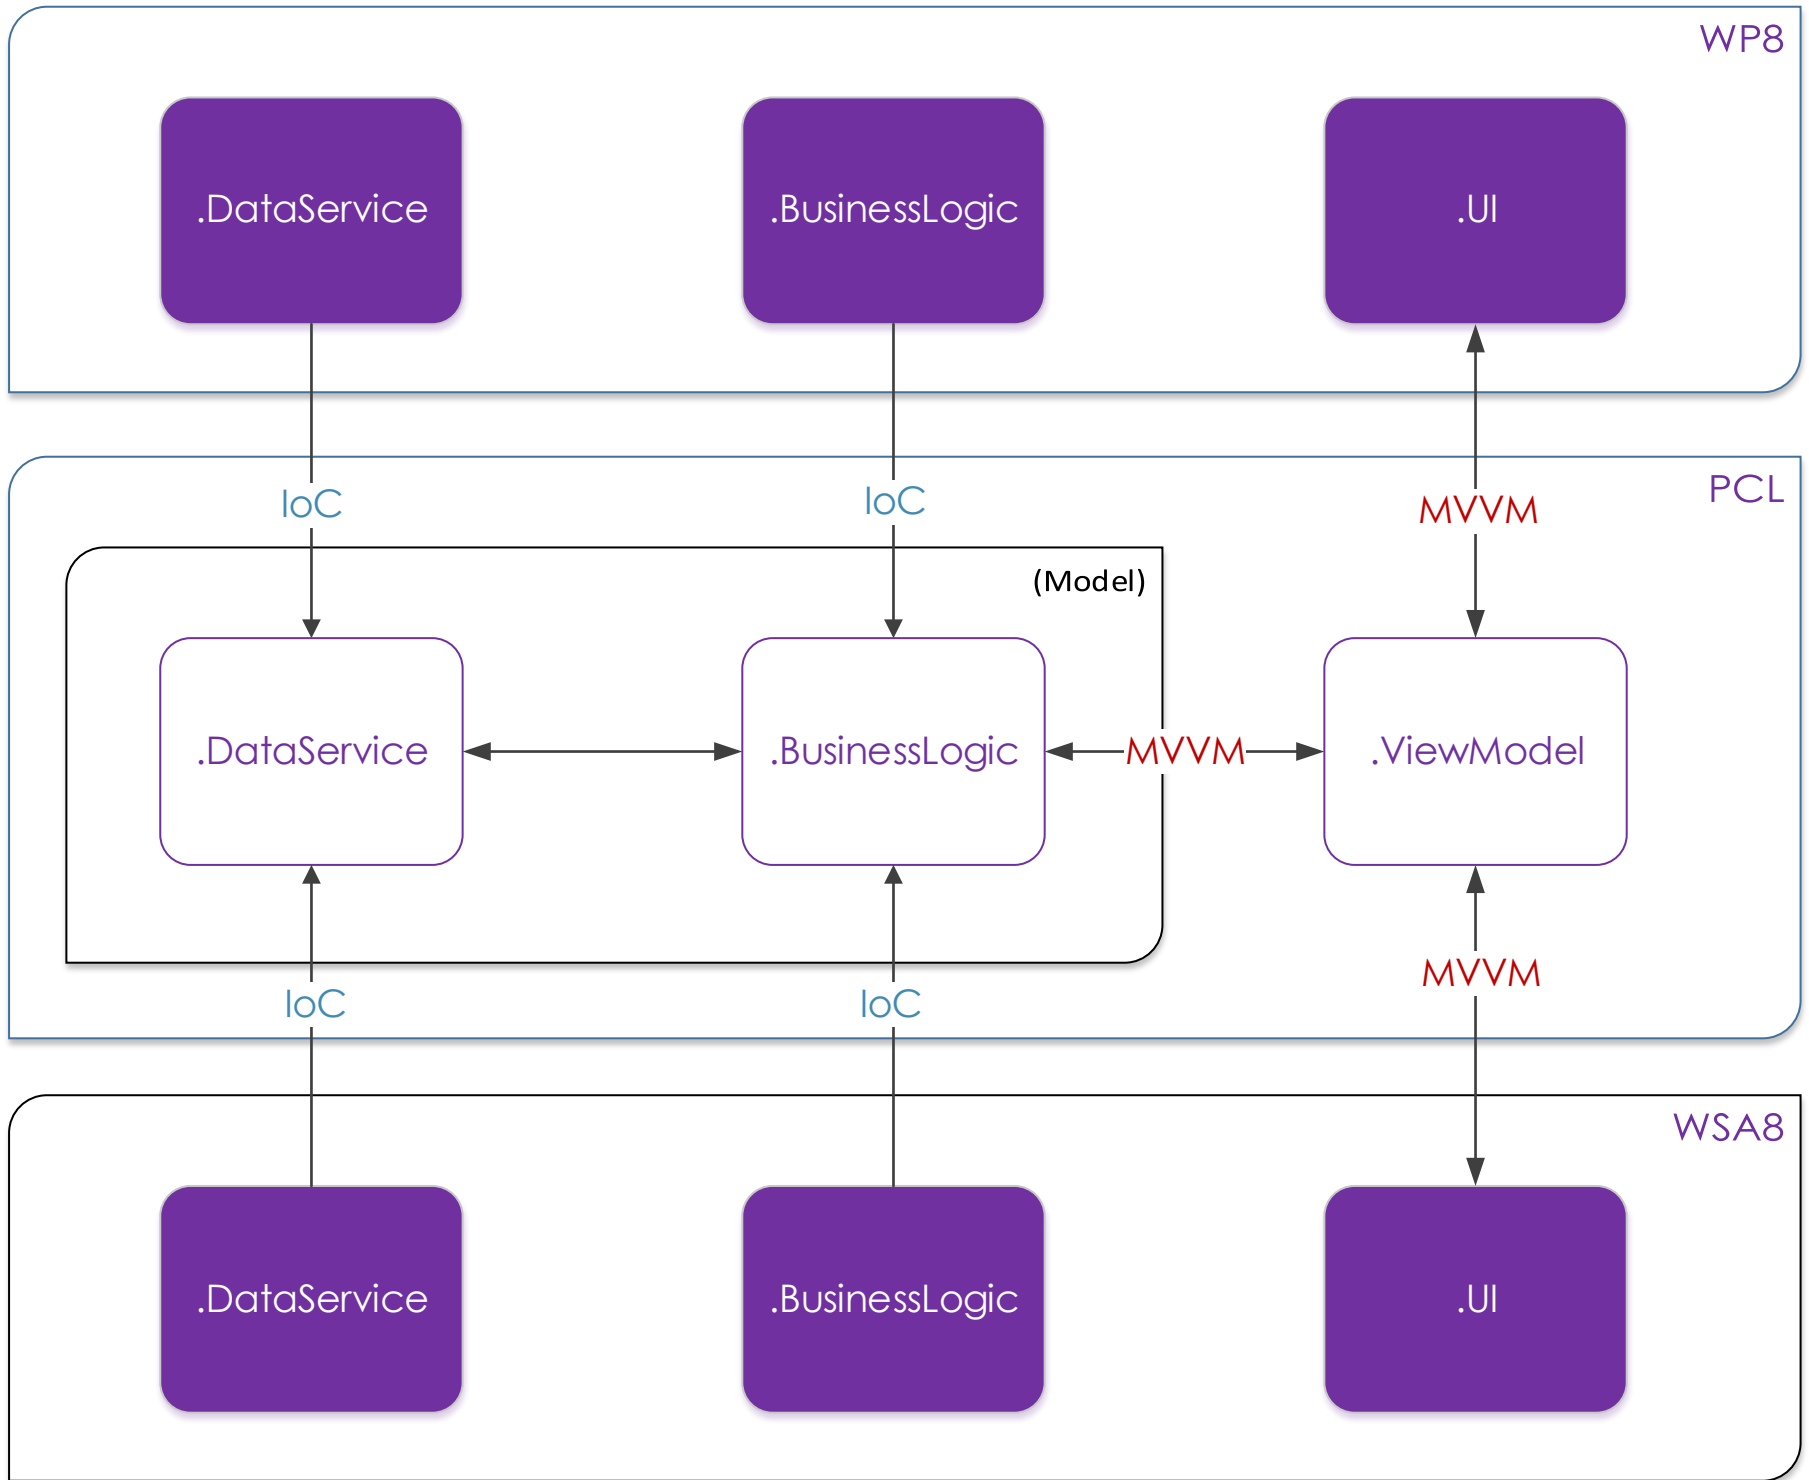 WP8
.DataService
.BusinessLogic
.UI
PCL
IoC
IoC
MVVM
(Model)
.DataService
.BusinessLogic
MVVM
.ViewModel
MVVM
IoC
IoC
WSA8
.DataService
.BusinessLogic
.UI